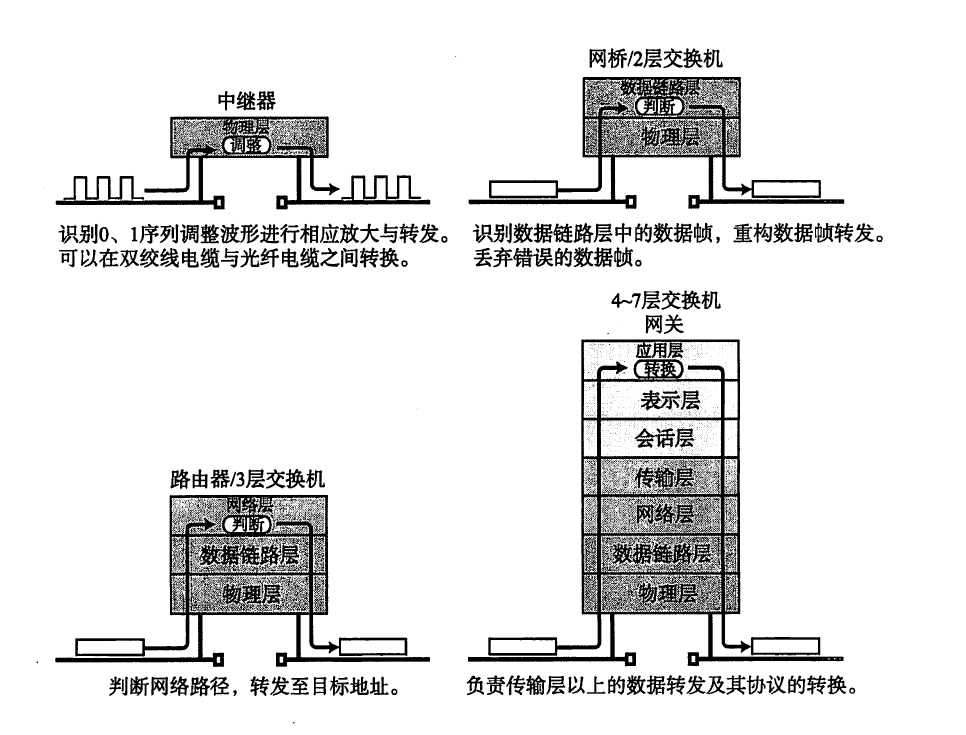 中继器
物理层
调整
识别0、1序列调整波形进行相应放大与转发。
可以在双绞线电缆与光纤电缆之间转换。
网桥/2层交换机
数据链路层
判断
物理层
识别数据链路层中的数据帧，重构数据帧转发。
丢弃错误的数据帧。
路由器/3层交换机
网络层
判断
数据链路层
物理层
判断网络路径，转发至目标地址。
4~7层交换机
网关
应用层
转换
表示层
会话层
传输层
网络层
数据链路层
物理层
负责传输层以上的数据转发及其协议的转换。